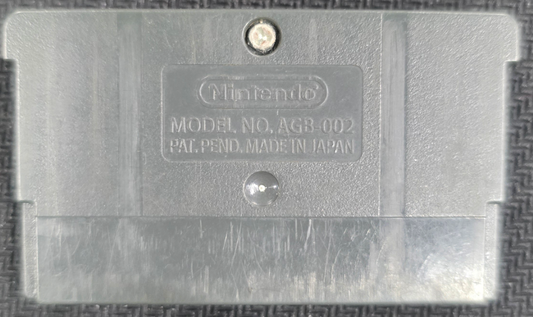 Nintendo
MODEL NO. AGB-002
PAT. PEND. MADE IN JAPAN